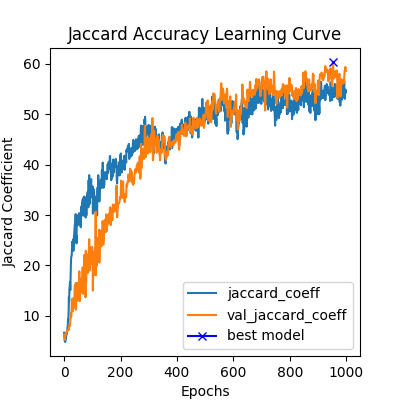 Jaccard Accuracy Learning Curve
Jaccard Coefficient
60
50
40
30
20
10
jaccard_coeff
val_jaccard_coeff
best model
0 200 400 600 800 1000
Epochs